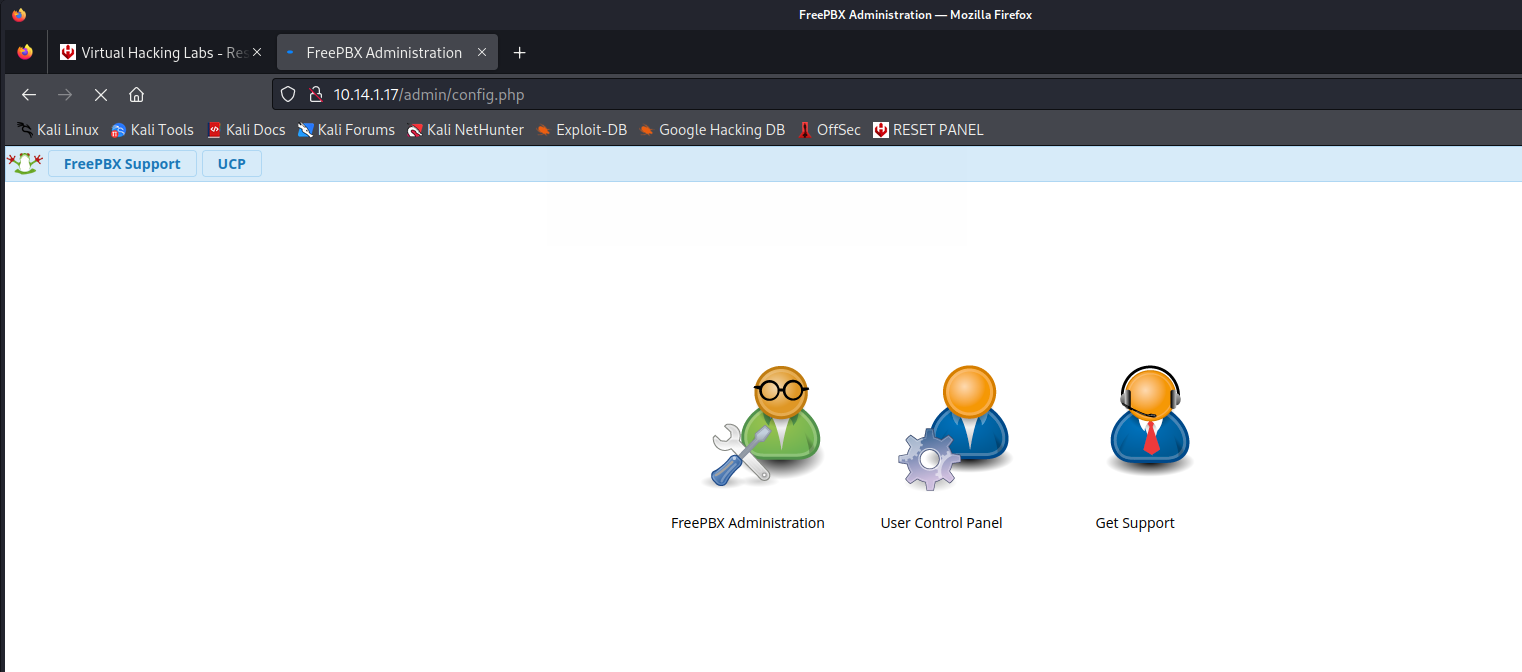 FreePBX Administration — Mozilla Firefox
Virtual Hacking Labs - Res
FreePBX Administration
10.14.1.17/admin/config.php
Kali Linux Kali Tools Kali Docs Kali Forums Kali NetHunter Exploit-DB Google Hacking DB OffSec RESET PANEL
FreePBX Support UCP
FreePBX Administration User Control Panel Get Support